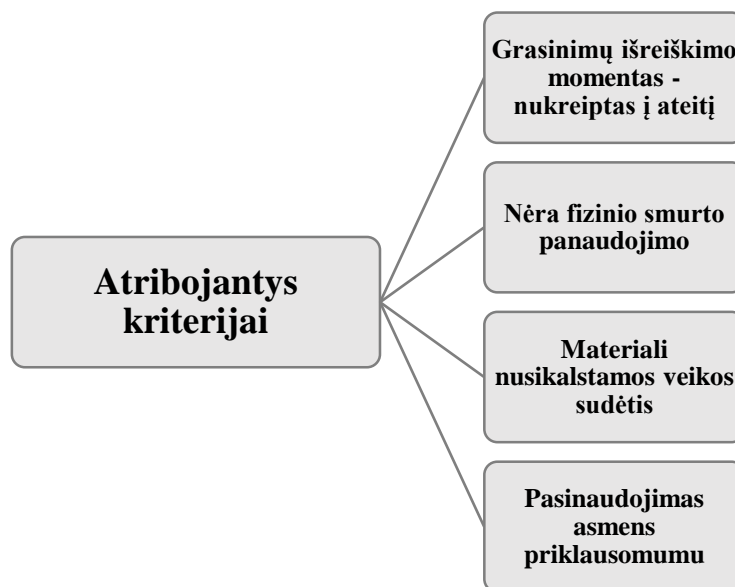 Grasinimų išreiškimo
momentas -
nukreiptas į ateitį
Nėra fizinio smurto
panaudojimo
Atribojantys
kriterijai
Materiali
nusikalstamos veikos
sudėtis
Pasinaudojimas
asmens
priklausomumu